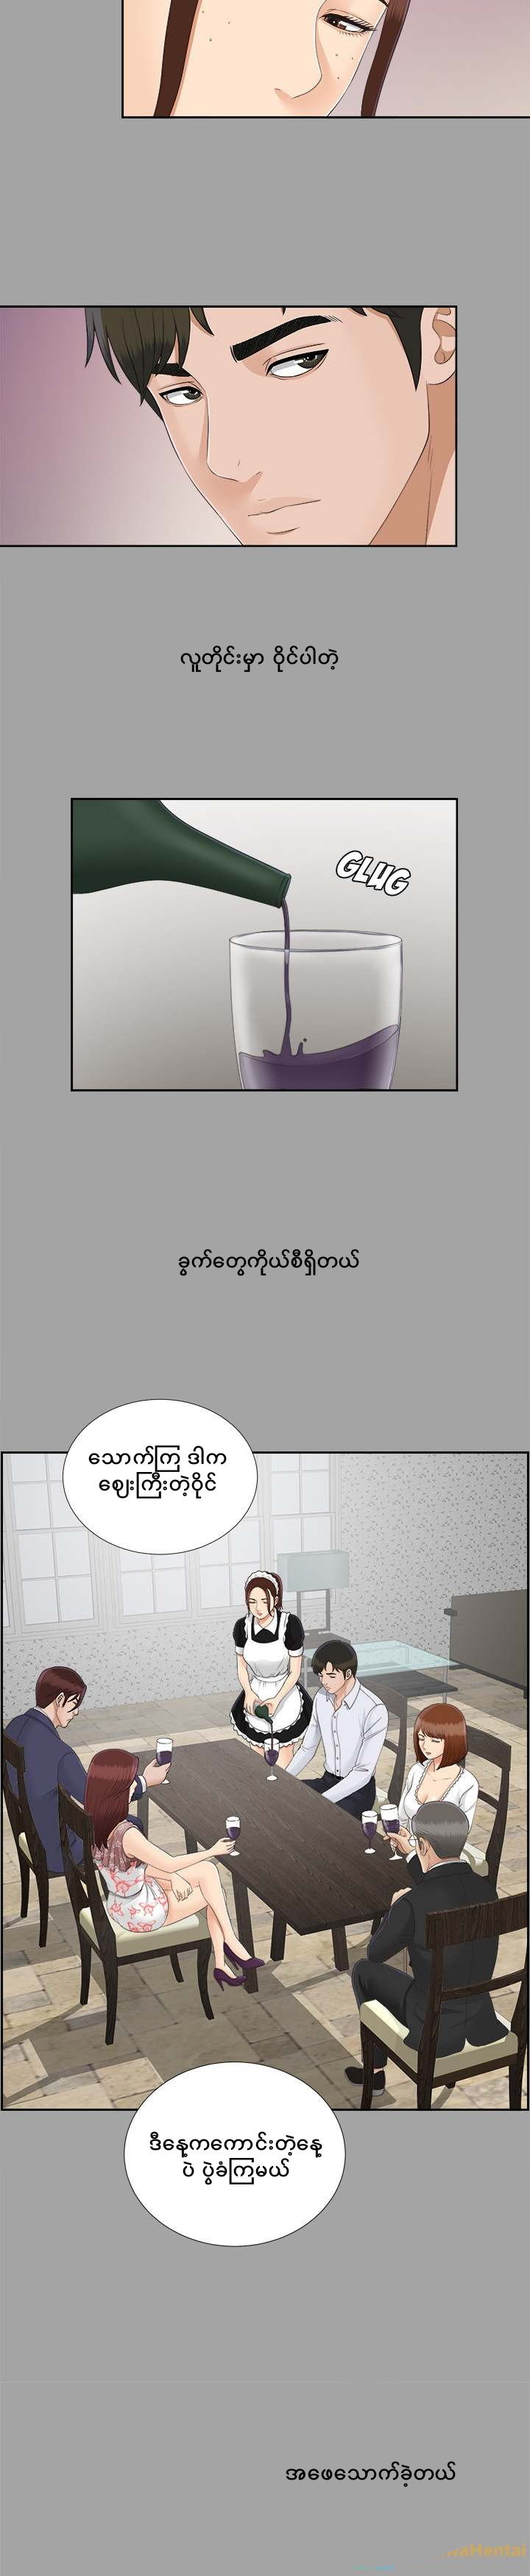 လူတိုင်းမှာ ဝိုင်ပါတဲ့
GLUG
ခွက်တွေကိုယ်စီရှိတယ်
သောက်ကြ ဒါက
ဈေးကြီးတဲ့ဝိုင်
ဒီနေ့ကကောင်းတဲ့နေ့
ပဲ ပွဲခံကြမယ်
အဖေသောက်ခဲ့တယ်